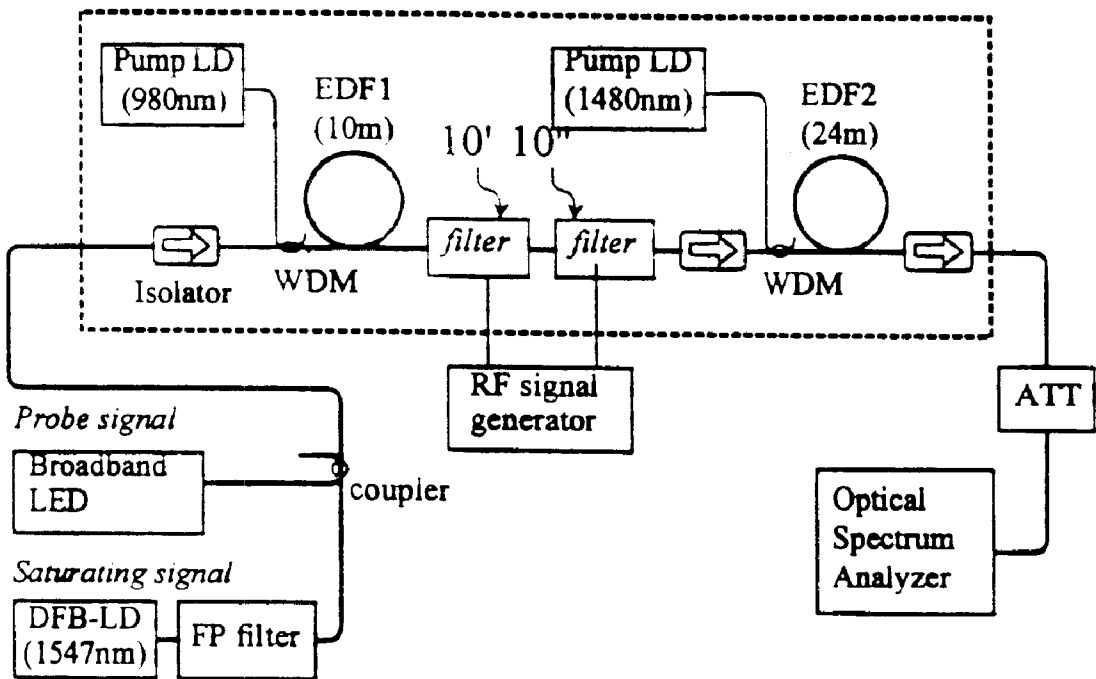 Pump LD
(980nm)
EDF1
(10m)
Pump LD
(1480nm)
EDF2
(24m)
10' 10"
filter
filter
Isolator
WDM
WDM
RF signal
generator
ATT
Probe signal
Broadband
LED
coupler
Optical
Spectrum
Analyzer
Saturating signal
DFB-LD
(1547nm)
FP filter